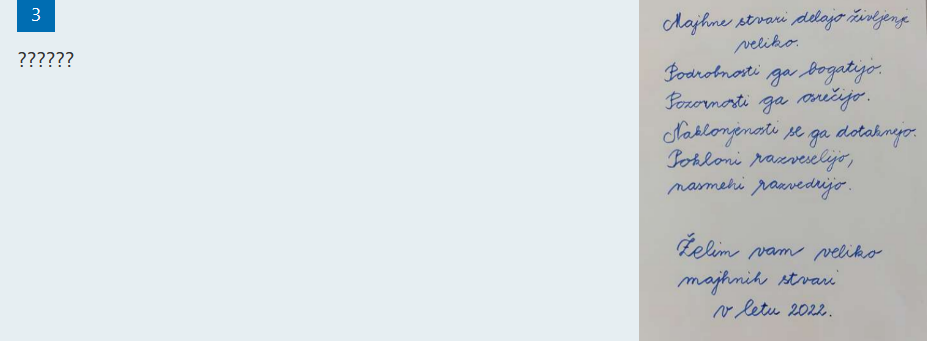 3
??????
Majhne stvari delajo življenje
veliko.
Podrobnosti ga bogatijo.
Pozornosti ga osrečijo.
Naklonjenosti se ga dotaknejo.
Pokloni razveselijo,
nasmehi razvedrijo.
Želim vam veliko
majhnih stvari
v letu 2022.